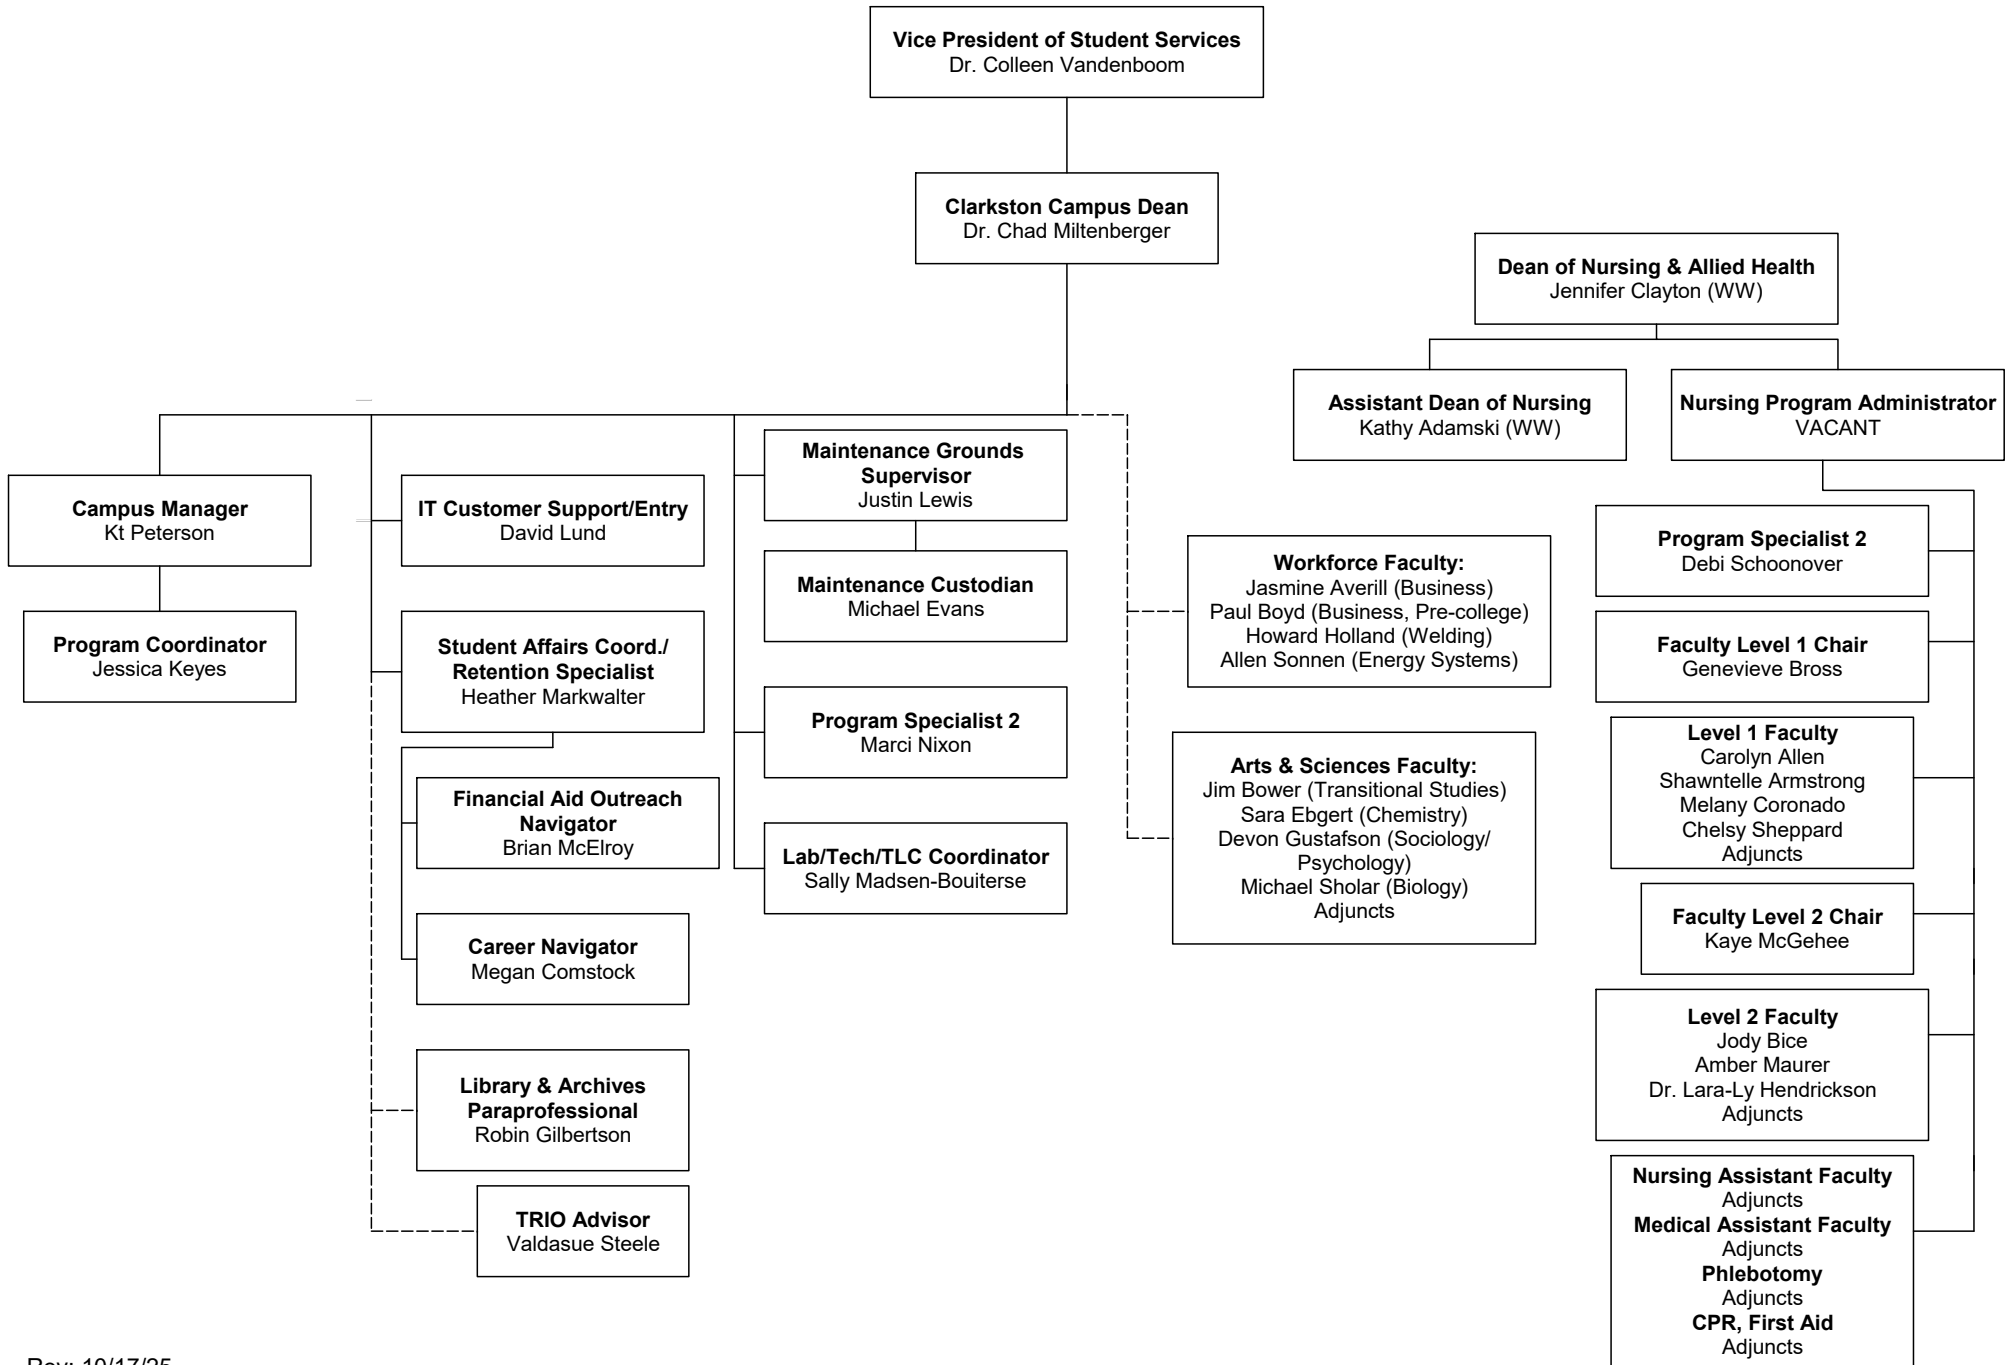 Vice President of Student Services
Dr. Colleen Vandenboom
Clarkston Campus Dean
Dr. Chad Miltenberger
Dean of Nursing & Allied Health
Jennifer Clayton (WW)
Assistant Dean of Nursing
Kathy Adamski (WW)
Nursing Program Administrator
VACANT
Campus Manager
Kt Peterson
Program Coordinator
Jessica Keyes
IT Customer Support/Entry
David Lund
Student Affairs Coord./
Retention Specialist
Heather Markwalter
Financial Aid Outreach
Navigator
Brian McElroy
Career Navigator
Megan Comstock
Library & Archives
Paraprofessional
Robin Gilbertson
TRIO Advisor
Valdasue Steele
Maintenance Grounds
Supervisor
Justin Lewis
Maintenance Custodian
Michael Evans
Program Specialist 2
Marci Nixon
Lab/Tech/TLC Coordinator
Sally Madsen-Bouiterse
Workforce Faculty:
Jasmine Averill (Business)
Paul Boyd (Business, Pre-college)
Howard Holland (Welding)
Allen Sonnen (Energy Systems)
Arts & Sciences Faculty:
Jim Bower (Transitional Studies)
Sara Ebgert (Chemistry)
Devon Gustafson (Sociology/
Psychology)
Michael Sholar (Biology)
Adjuncts
Program Specialist 2
Debi Schoonover
Faculty Level 1 Chair
Genevieve Bross
Level 1 Faculty
Carolyn Allen
Shawntelle Armstrong
Melany Coronado
Chelsy Sheppard
Adjuncts
Faculty Level 2 Chair
Kaye McGehee
Level 2 Faculty
Jody Bice
Amber Maurer
Dr. Lara-Ly Hendrickson
Adjuncts
Nursing Assistant Faculty
Adjuncts
Medical Assistant Faculty
Adjuncts
Phlebotomy
Adjuncts
CPR, First Aid
Adjuncts
Rev: 10/17/25